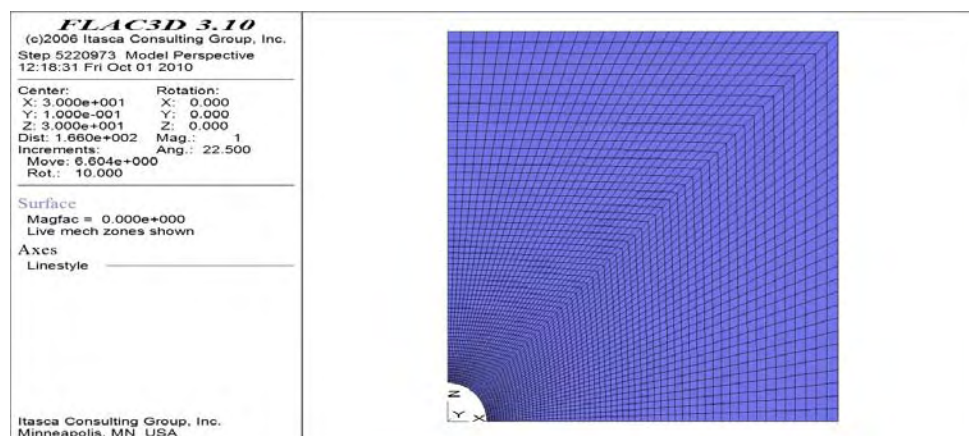 FLAC3D 3.10
(c)2006 Itasca Consulting Group, Inc.
Step 5220973 Model Perspective
12:18:31 Fri Oct 01 2010
Center: Rotation:
X: 3.000e+001 X: 0.000
Y: 1.000e-001 Y: 0.000
Z: 3.000e+001 Z: 0.000
Dist: 1.660e+002 Mag.: 1
Increments: Ang.: 22.500
Move: 6.604e+000
Rot.: 10.000
Surface
Magfac = 0.000e+000
Live mech zones shown
Axes
Linestyle
Itasca Consulting Group, Inc.
Minneapolis, MN USA
Z
Y X